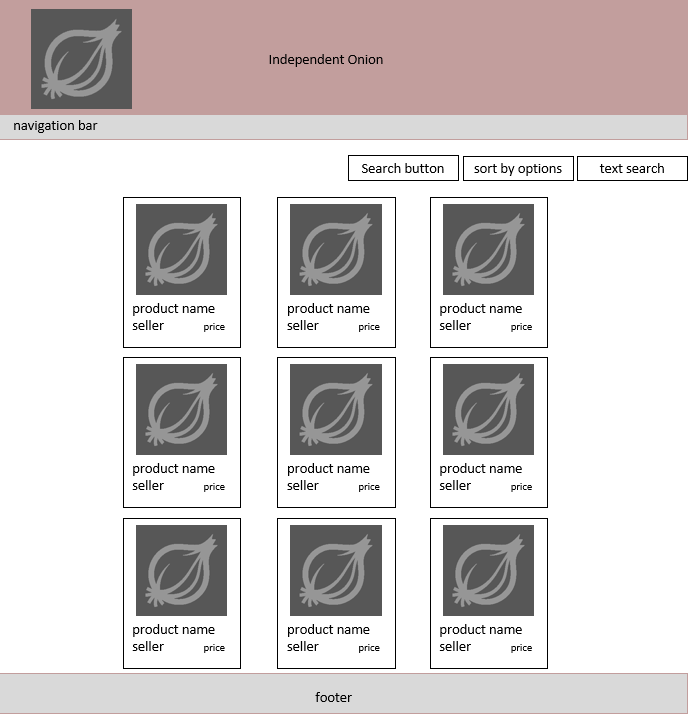 Independent Onion
navigation bar
Search button
sort by options
text search
product name
seller price
product name
seller price
product name
seller price
product name
seller price
product name
seller price
product name
seller price
product name
seller price
product name
seller price
product name
seller price
footer